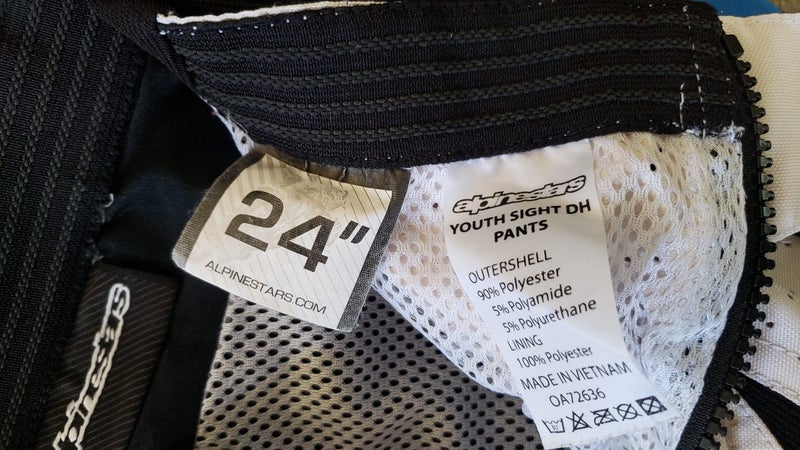 24"
ALPINESTARS.COM
alpinestars
alpinestars
YOUTH SIGHT DH
PANTS
OUTERSHELL
90% Polyester
5% Polyamide
5% Polyurethane
LINING
100% Polyester
MADE IN VIETNAM
OA72636